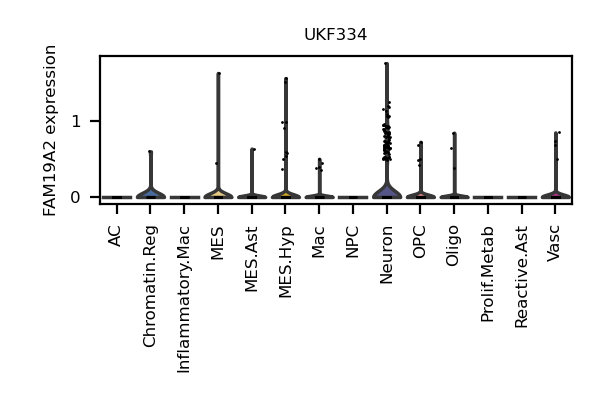 UKF334
FAM19A2 expression
1
0
AC
Chromatin.Reg
Inflammatory.Mac
MES
MES.Ast
MES.Hyp
Mac
NPC
Neuron
OPC
Oligo
Prolif.Metab
Reactive.Ast
Vasc